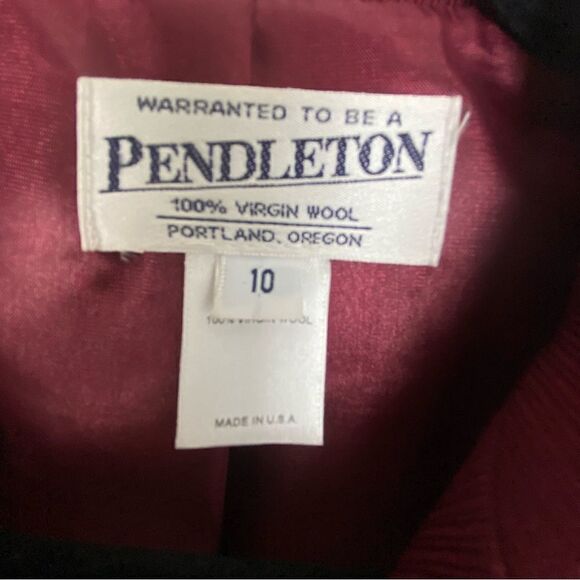 WARRANTED TO BE A
PENDLETON
100% VIRGIN WOOL
PORTLAND, OREGON
10
100% VIRGIN WOOL
MADE IN U.S.A.